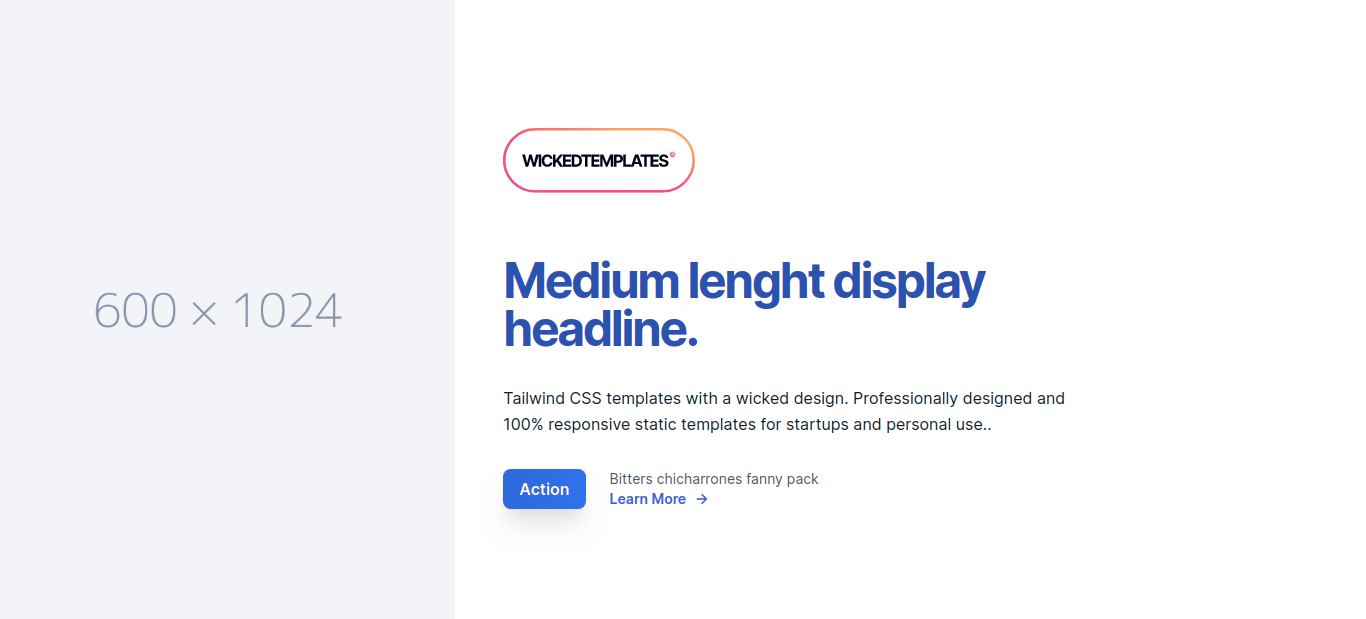 600 × 1024
WICKEDTEMPLATES©
Medium lenght display
headline.
Tailwind CSS templates with a wicked design. Professionally designed and
100% responsive static templates for startups and personal use..
Action
Bitters chicharrones fanny pack
Learn More →